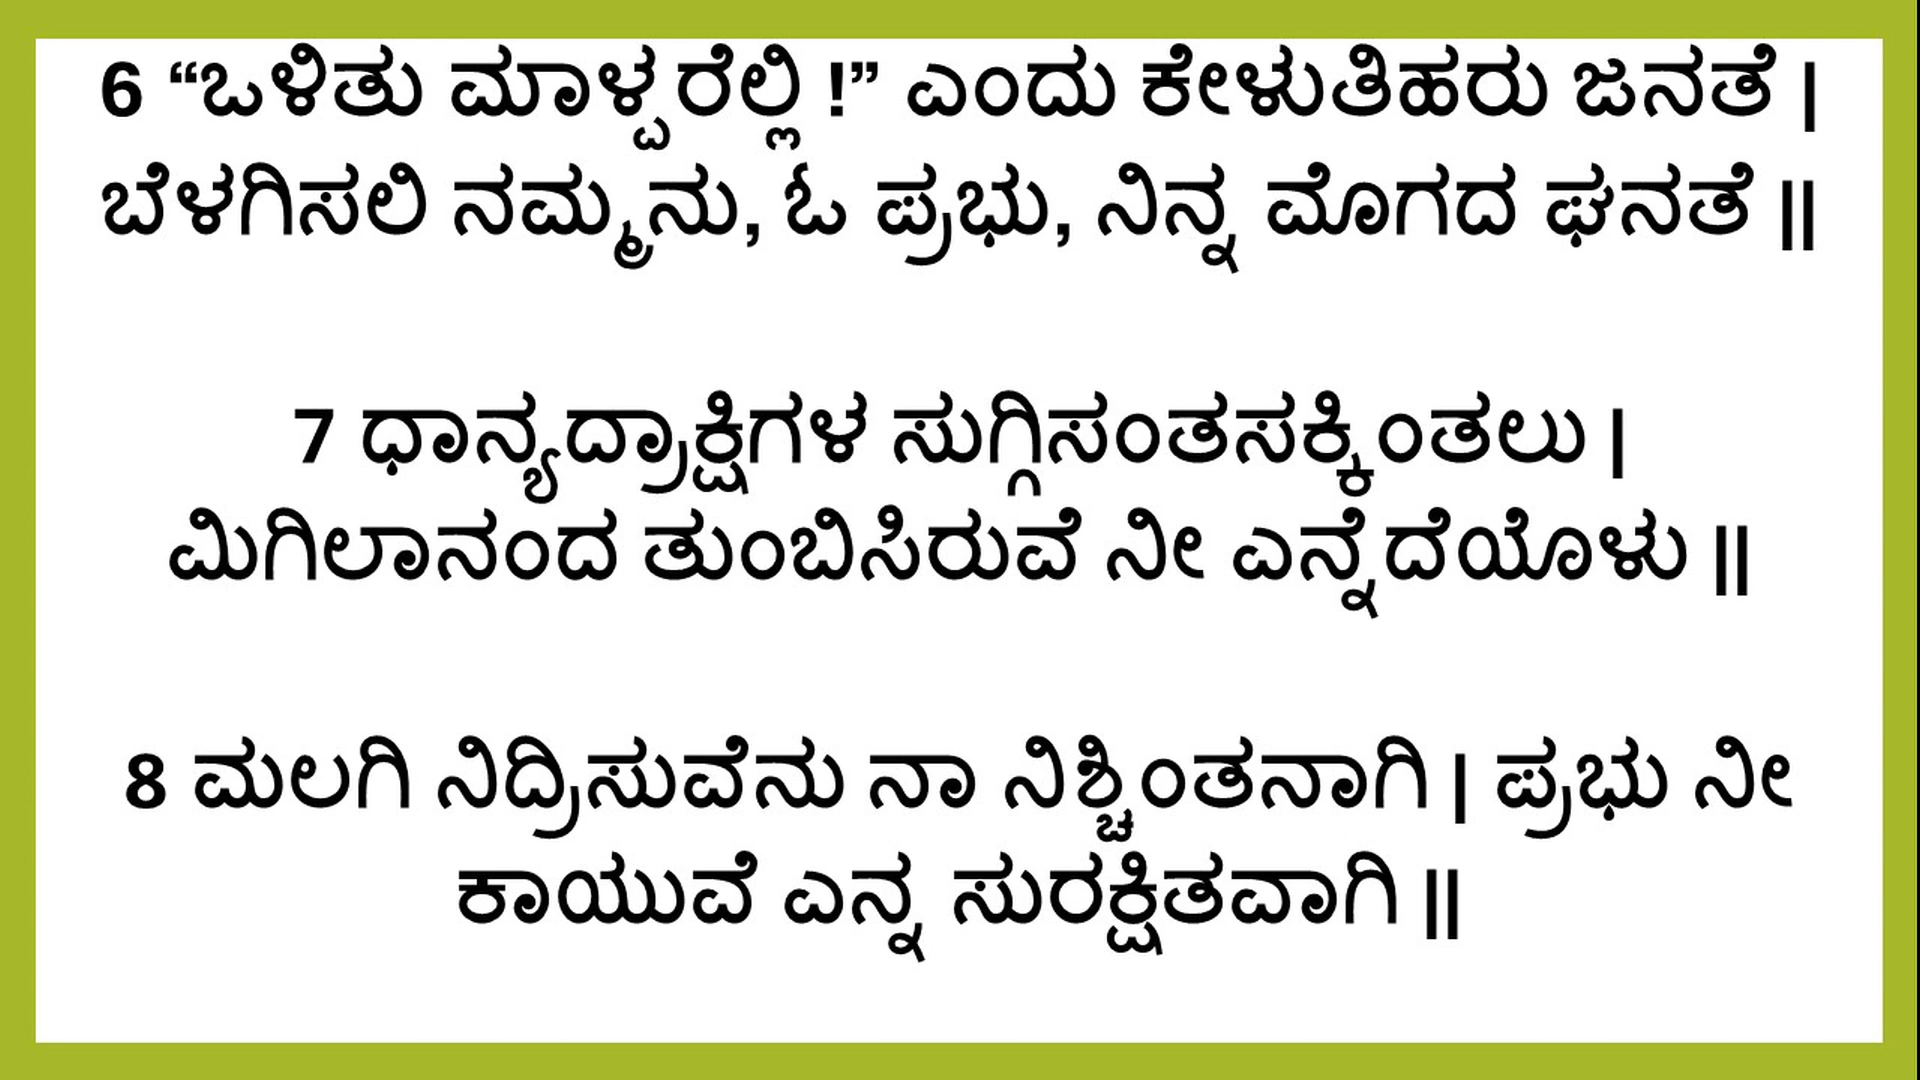 6 “ಒಳಿತು ಮಾಳ್ಪರೆಲ್ಲಿ !” ಎಂದು ಕೇಳುತಿಹರು ಜನತೆ |
ಬೆಳಗಿಸಲಿ ನಮ್ಮನು, ಓ ಪ್ರಭು, ನಿನ್ನ ಮೊಗದ ಘನತೆ ||
7 ಧಾನ್ಯದ್ರಾಕ್ಷಿಗಳ ಸುಗ್ಗಿಸಂತಸಕ್ಕಿಂತಲು |
ಮಿಗಿಲಾನಂದ ತುಂಬಿಸಿರುವೆ ನೀ ಎನ್ನೆದೆಯೊಳು ||
8 ಮಲಗಿ ನಿದ್ರಿಸುವೆನು ನಾ ನಿಶ್ಚಿಂತನಾಗಿ | ಪ್ರಭು ನೀ
ಕಾಯುವೆ ಎನ್ನ ಸುರಕ್ಷಿತವಾಗಿ ||